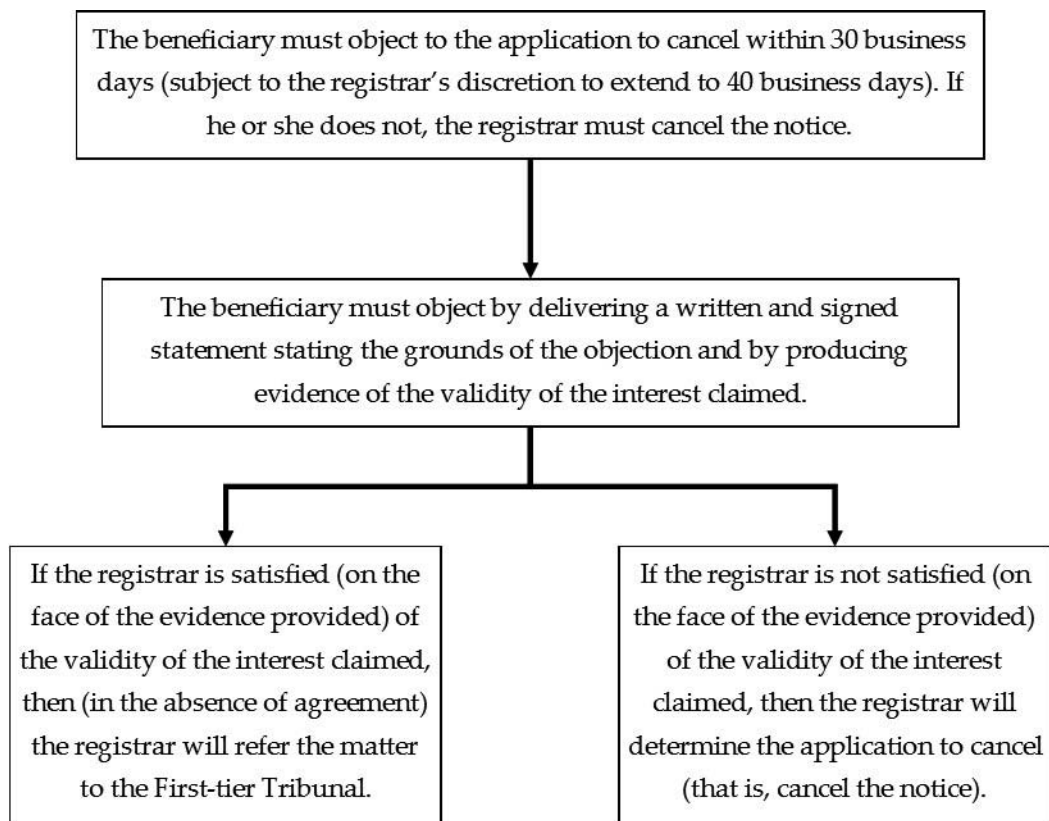 The beneficiary must object to the application to cancel within 30 business
days (subject to the registrar’s discretion to extend to 40 business days). If
he or she does not, the registrar must cancel the notice.
The beneficiary must object by delivering a written and signed
statement stating the grounds of the objection and by producing
evidence of the validity of the interest claimed.
If the registrar is satisfied (on the
face of the evidence provided) of
the validity of the interest claimed,
then (in the absence of agreement)
the registrar will refer the matter
to the First-tier Tribunal.
If the registrar is not satisfied (on
the face of the evidence provided)
of the validity of the interest
claimed, then the registrar will
determine the application to cancel
(that is, cancel the notice).